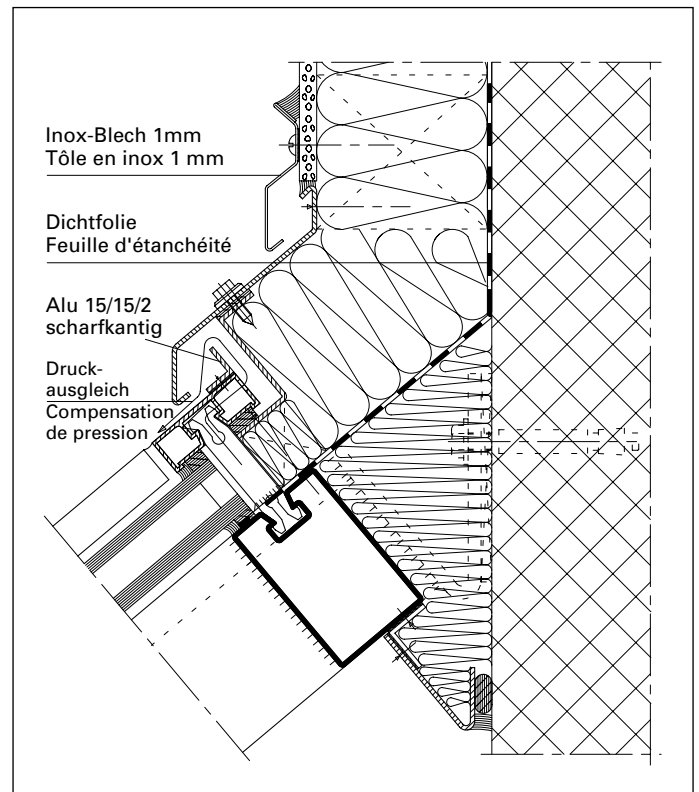 Inox-Blech 1mm
Tôle en inox 1 mm
Dichtfolie
Feuille d'étanchéité
Alu 15/15/2
scharfkantig
Druck-
ausgleich
Compensation
de pression